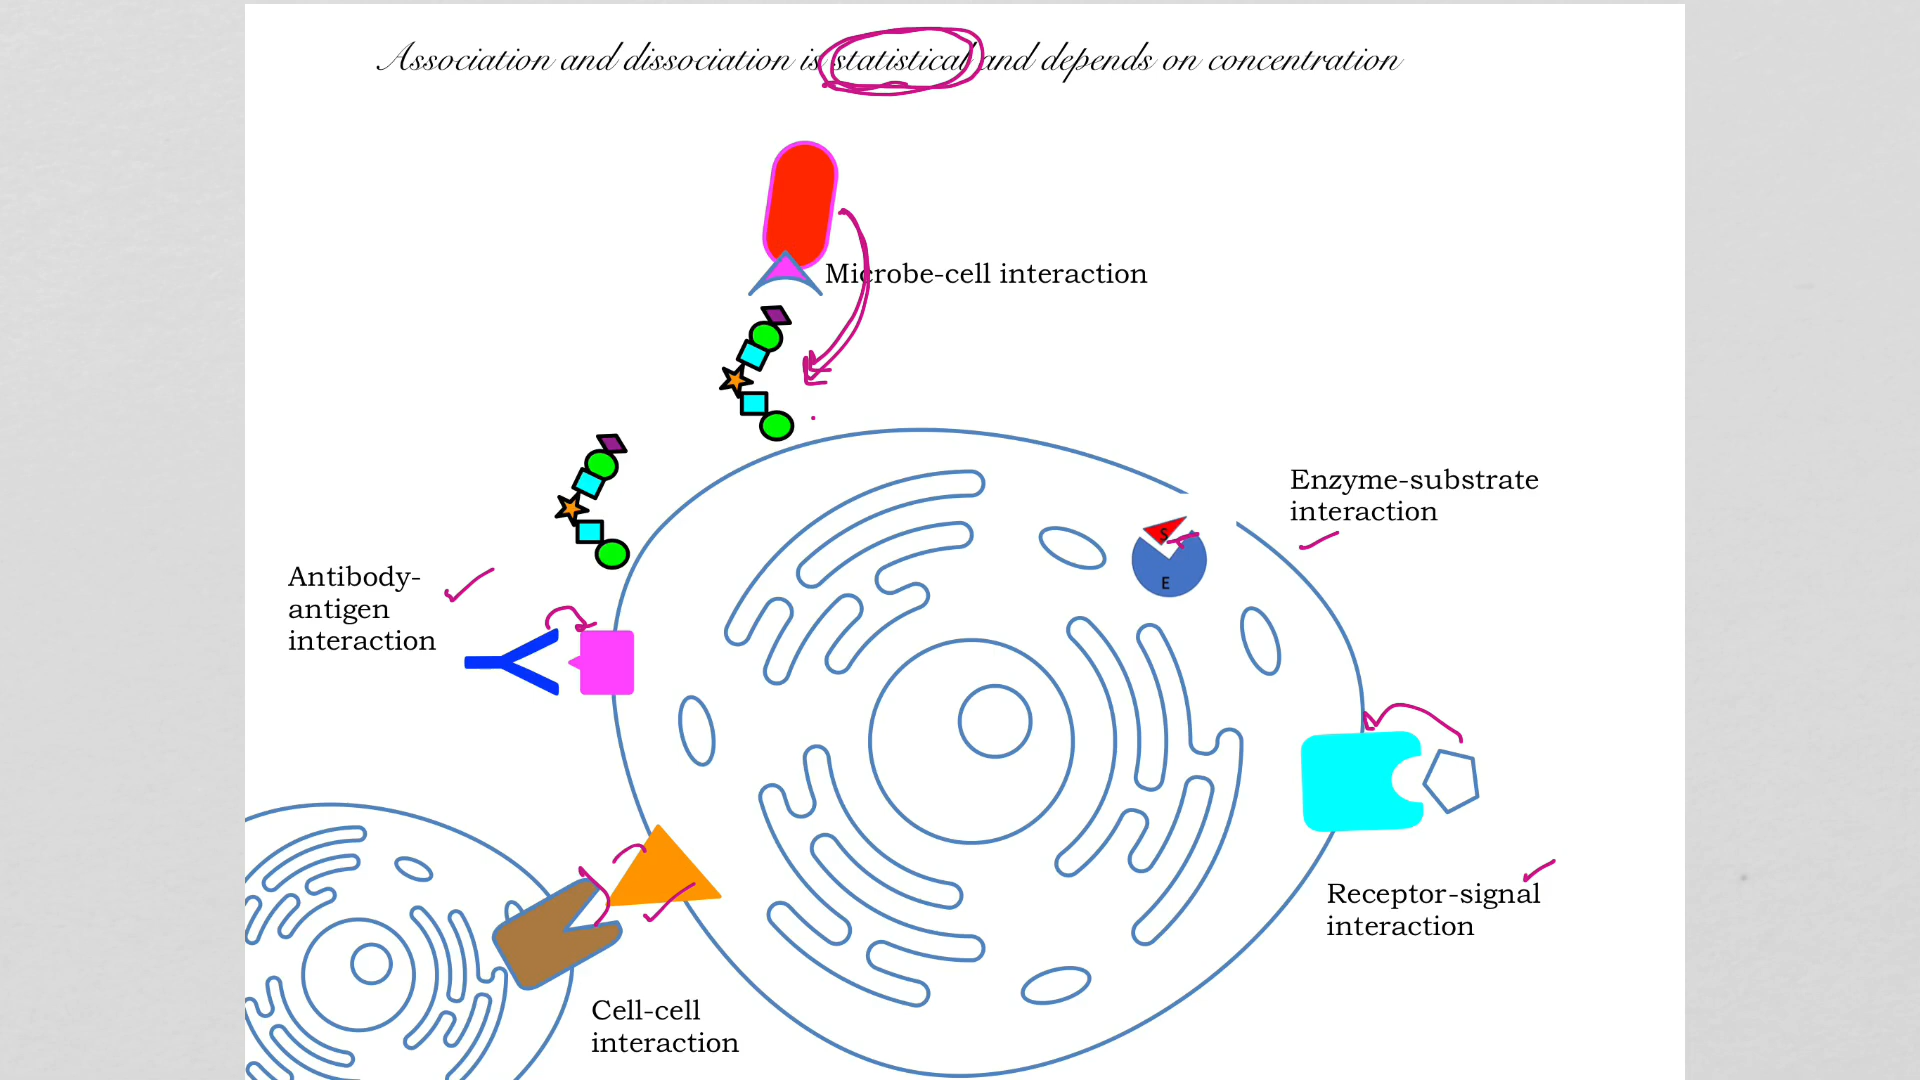 Association and dissociation is statistical and depends on concentration
Microbe-cell interaction
Enzyme-substrate
interaction
S
E
Antibody-
antigen
interaction
Receptor-signal
interaction
Cell-cell
interaction